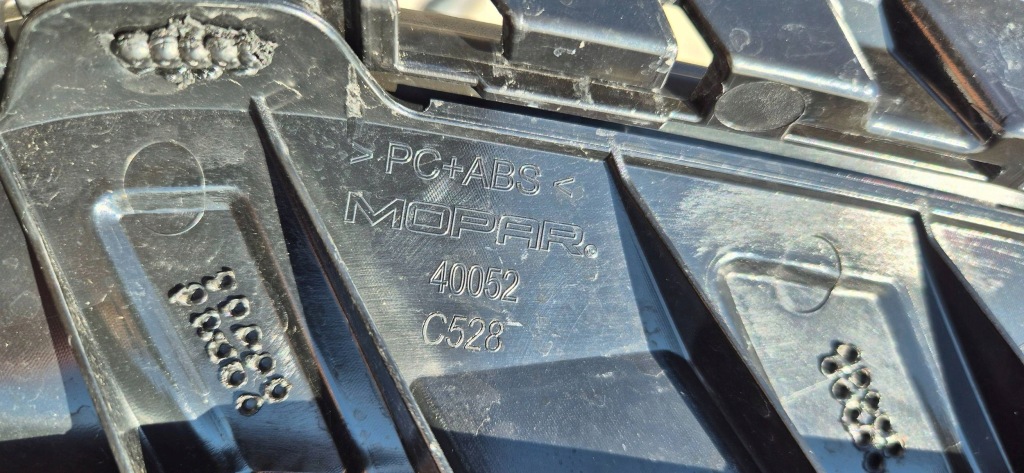 > PC+ABS <
MOPAR.
40052
C528